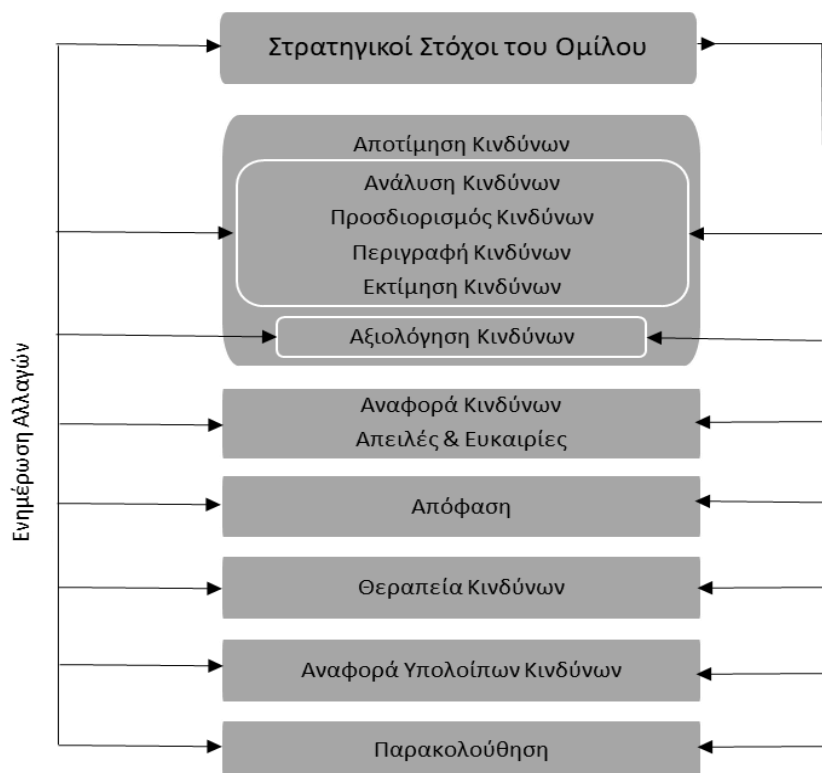 Στρατηγικοί Στόχοι του Ομίλου
Αποτίμηση Κινδύνων
Ανάλυση Κινδύνων
Προσδιορισμός Κινδύνων
Περιγραφή Κινδύνων
Εκτίμηση Κινδύνων
Αξιολόγηση Κινδύνων
Αναφορά Κινδύνων
Απειλές & Ευκαιρίες
Απόφαση
Θεραπεία Κινδύνων
Αναφορά Υπολοίπων Κινδύνων
Παρακολούθηση
Ενημέρωση Αλλαγών